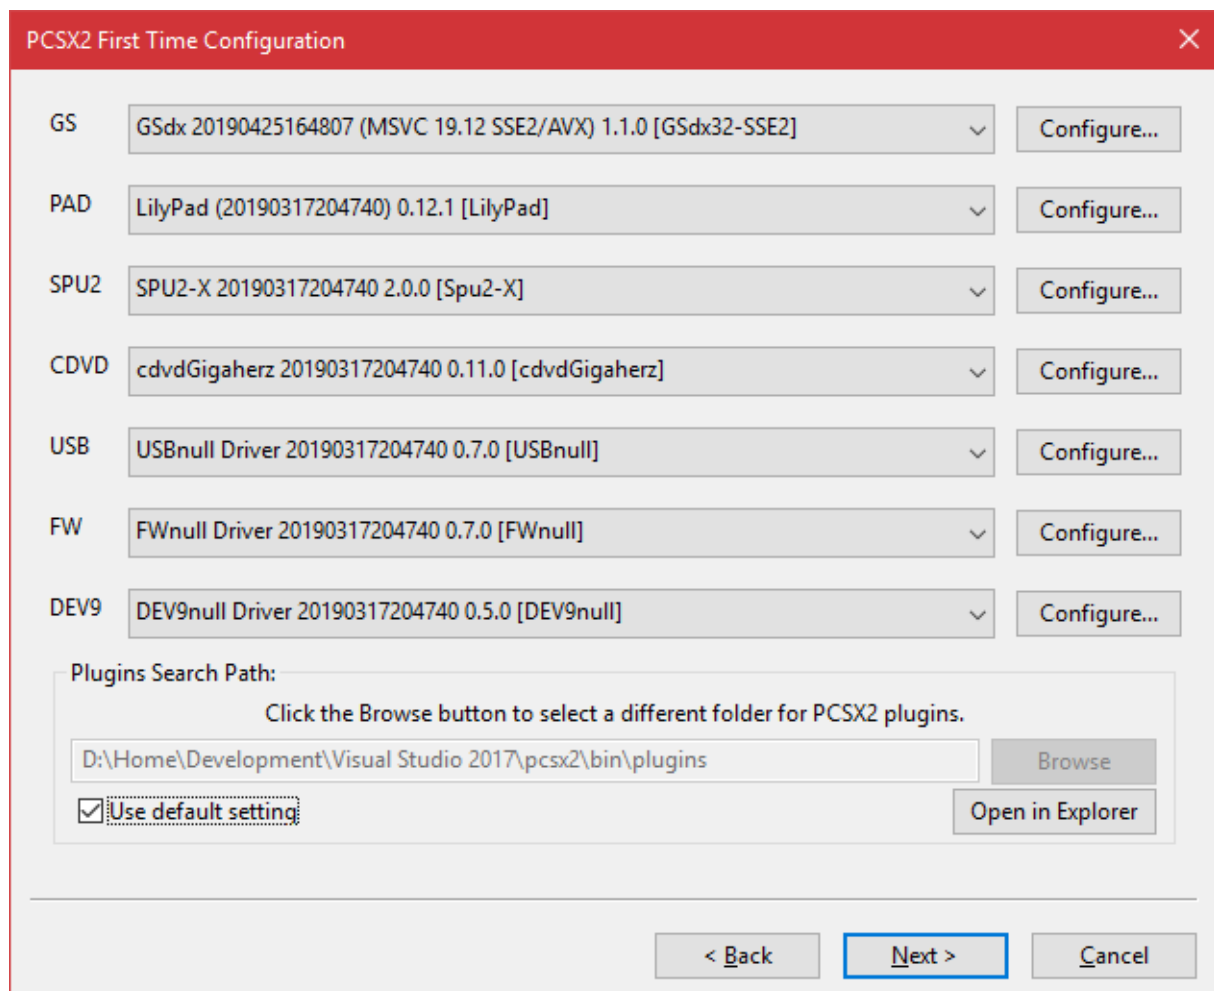 PCSX2 First Time Configuration
GS GSdx 20190425164807 (MSVC 19.12 SSE2/AVX) 1.1.0 [GSdx32-SSE2] Configure...
PAD LilyPad (20190317204740) 0.12.1 [LilyPad] Configure...
SPU2 SPU2-X 20190317204740 2.0.0 [Spu2-X] Configure...
CDVD cdvdGigaherz 20190317204740 0.11.0 [cdvdGigaherz] Configure...
USB USBnull Driver 20190317204740 0.7.0 [USBnull] Configure...
FW FWnull Driver 20190317204740 0.7.0 [FWnull] Configure...
DEV9 DEV9null Driver 20190317204740 0.5.0 [DEV9null] Configure...
Plugins Search Path:
Click the Browse button to select a different folder for PCSX2 plugins.
D:\Home\Development\Visual Studio 2017\pcsx2\bin\plugins Browse
Use default setting Open in Explorer
< Back Next > Cancel